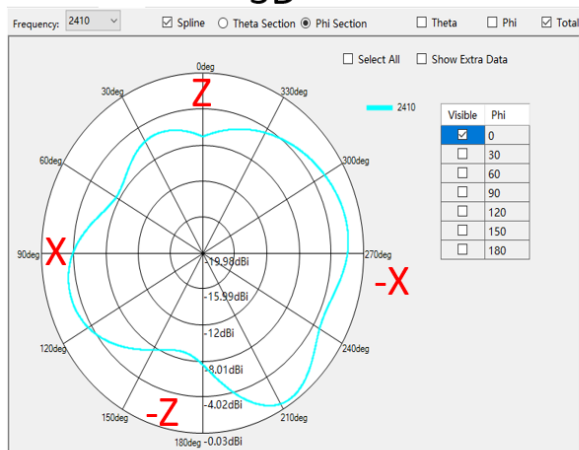 3D
Frequency: 2410 Spline Theta Section Phi Section Theta Phi Total
Select All Show Extra Data
0deg
30deg 330deg
Z
2410
Visible Phi
0
30
60
90
120
150
180
60deg 300deg
90deg X 270deg
-X
-19.98dBi
-15.99dBi
-12dBi
120deg 240deg
-8.01dBi
-4.02dBi
150deg -Z 210deg
180deg -0.03dBi